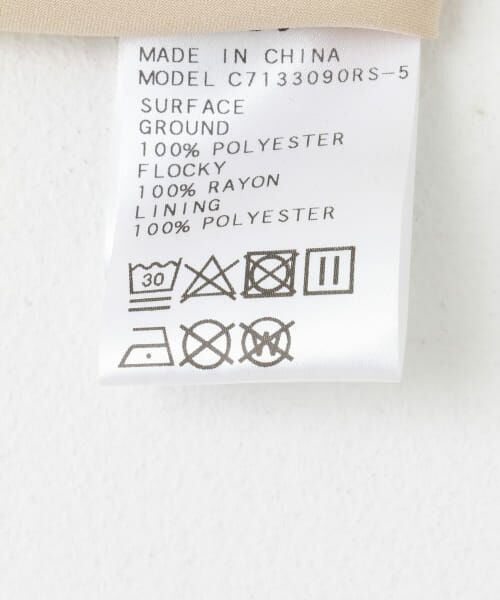 MADE IN CHINA
MODEL C7133090RS-5
SURFACE
GROUND
100% POLYESTER
FLOCKY
100% RAYON
LINING
100% POLYESTER
30
W